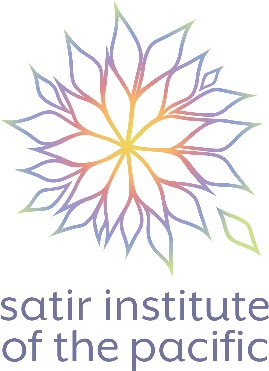 satir institute
of the pacific